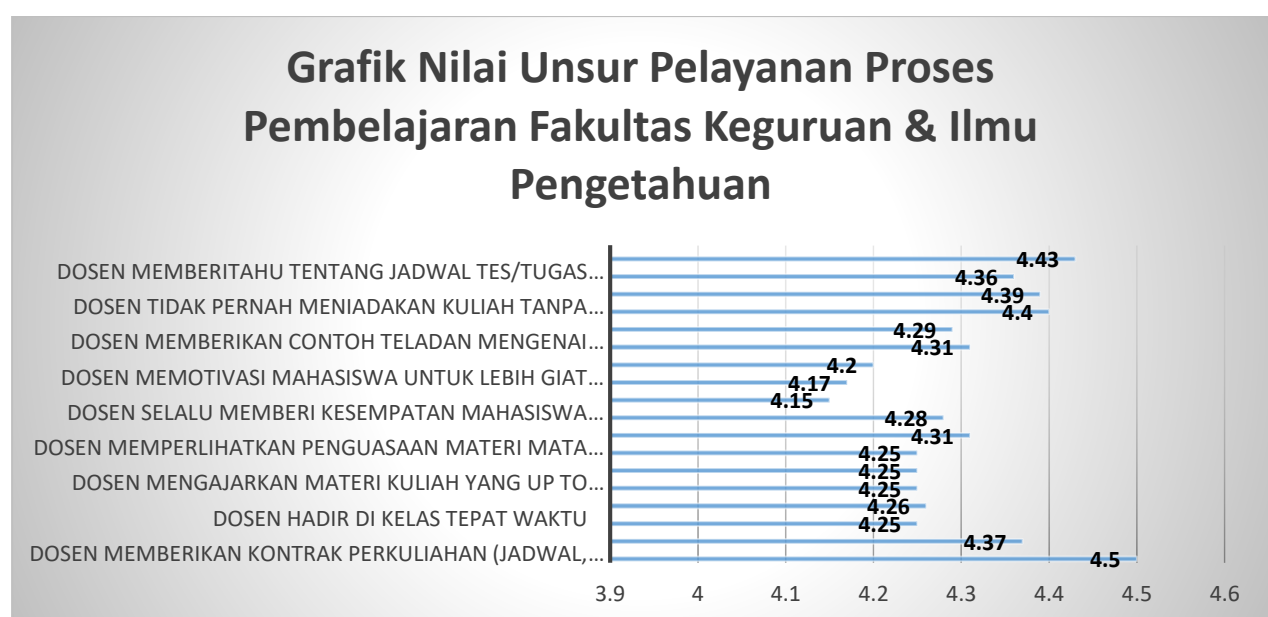 Grafik Nilai Unsur Pelayanan Proses
Pembelajaran Fakultas Keguruan & Ilmu
Pengetahuan
4.43
DOSEN MEMBERITAHU TENTANG JADWAL TES/TUGAS...
4.36
4.39
DOSEN TIDAK PERNAH MENIADAKAN KULIAH TANPA...
4.4
4.29
DOSEN MEMBERIKAN CONTOH TELADAN MENGENAI...
4.31
4.2
DOSEN MEMOTIVASI MAHASISWA UNTUK LEBIH GIAT...
4.17
4.15
DOSEN SELALU MEMBERI KESEMPATAN MAHASISWA...
4.28
4.31
DOSEN MEMPERLIHATKAN PENGUASAAN MATERI MATA...
4.25
4.25
DOSEN MENGAJARKAN MATERI KULIAH YANG UP TO...
4.25
4.26
DOSEN HADIR DI KELAS TEPAT WAKTU
4.25
4.37
DOSEN MEMBERIKAN KONTRAK PERKULIAHAN (JADWAL,...
4.5
3.9 4 4.1 4.2 4.3 4.4 4.5 4.6